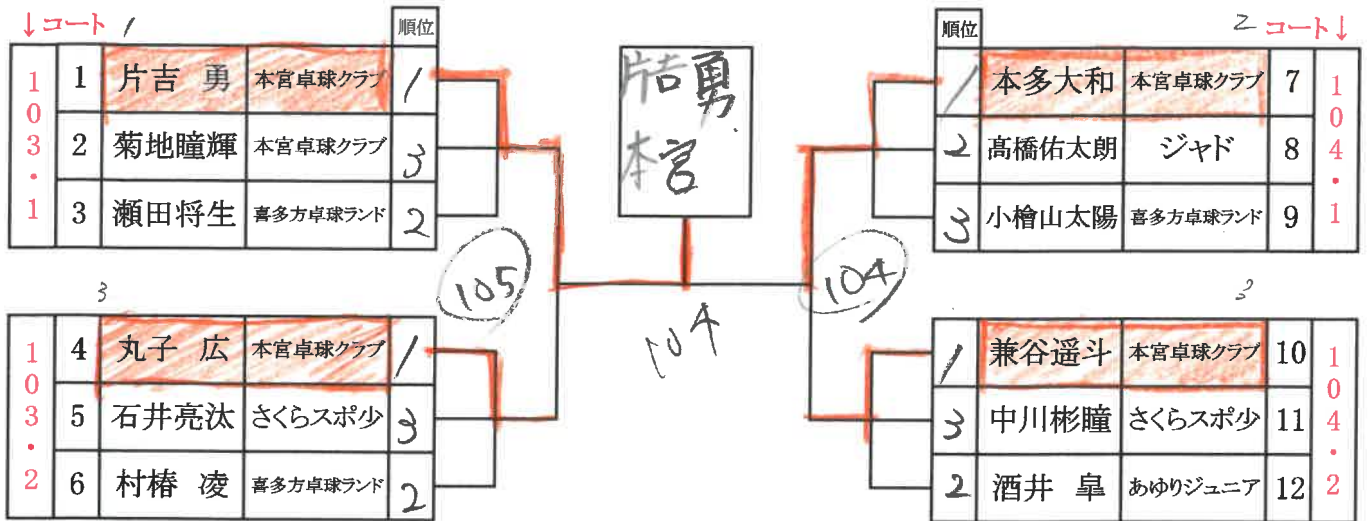 ↓コート 1 順位
103・1
1 片吉 勇 本宮卓球クラブ 1
2 菊地瞳輝 本宮卓球クラブ 3
3 瀬田将生 喜多方卓球ランド 2
3
103・2
4 丸子 広 本宮卓球クラブ 1
5 石井亮汰 さくらスポ少 3
6 村椿 凌 喜多方卓球ランド 2
105
片吉勇
本宮
104
104
順位 2 コート↓
1 本多大和 本宮卓球クラブ 7
2 髙橋佑太朗 ジャド 8
3 小檜山太陽 喜多方卓球ランド 9
104・1
1 兼谷遥斗 本宮卓球クラブ 10
3 中川彬瞳 さくらスポ少 11
2 酒井 皐 あゆりジュニア 12
104・2